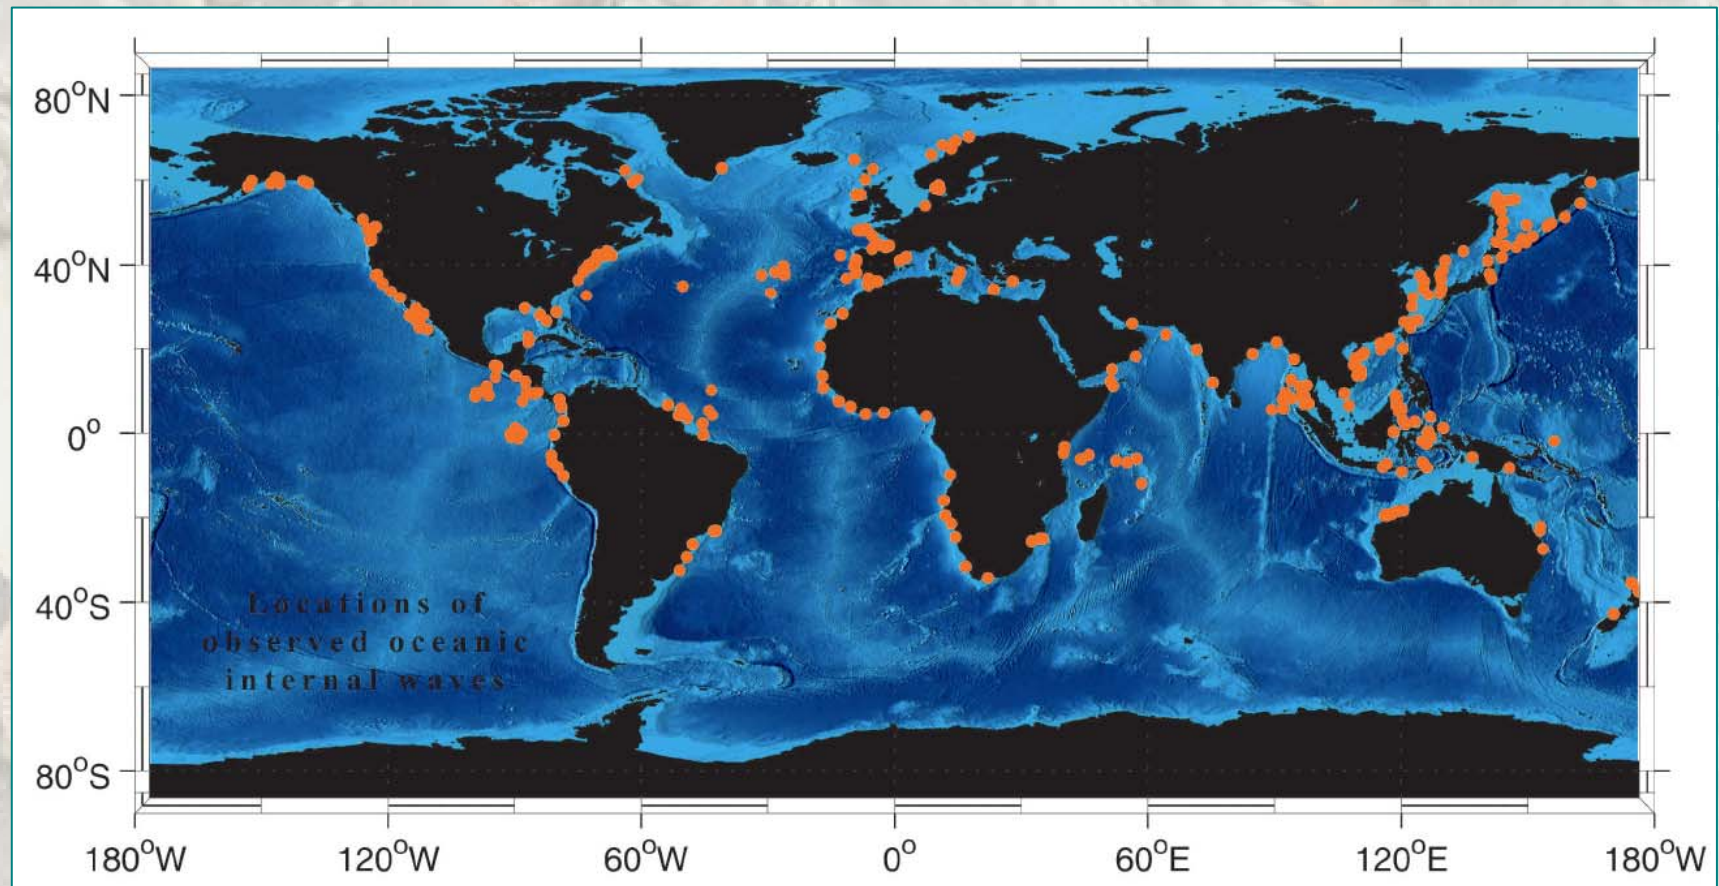 80°N
40°N
0°
40°S
80°S
Locations of
observed oceanic
internal waves
180°W
120°W
60°W
0°
60°E
120°E
180°W